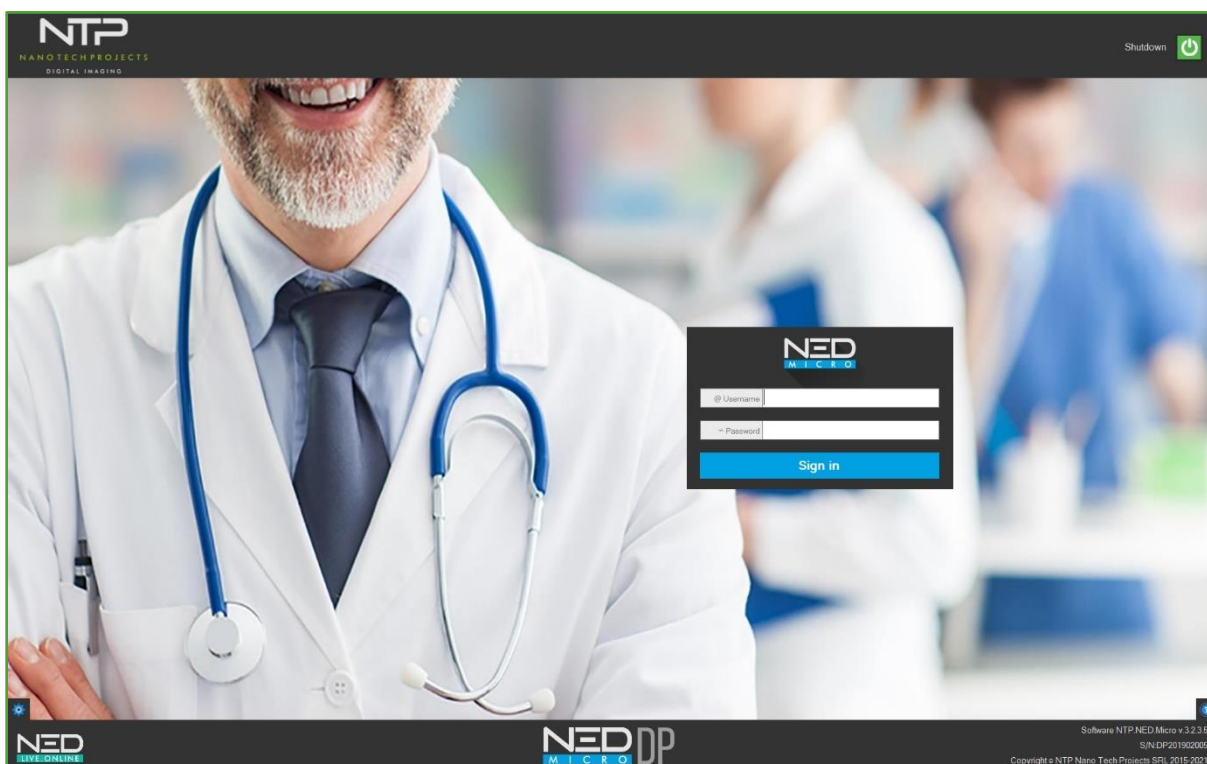 NTP
NANOTECHPROJECTS
DIGITAL IMAGING
Shutdown
NED
MICRO
@ Username
Password
Sign in
NED
LIVE ONLINE
NED DP
MICRO
Software NTP.NED.Micro v.3.2.3.5
S/N:DP201902005
Copyright © NTP Nano Tech Projects SRL 2015-2021